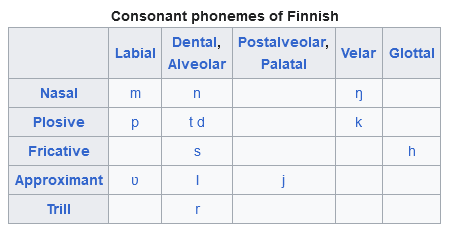 Consonant phonemes of Finnish
Labial Dental, Alveolar Postalveolar, Palatal Velar Glottal
Nasal m n ŋ
Plosive p t d k
Fricative s h
Approximant ʋ l j
Trill r